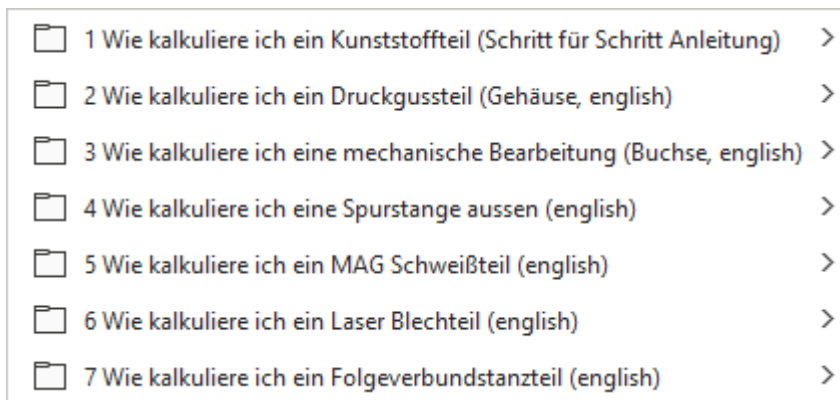 1 Wie kalkuliere ich ein Kunststoffteil (Schritt für Schritt Anleitung)
2 Wie kalkuliere ich ein Druckgussteil (Gehäuse, english)
3 Wie kalkuliere ich eine mechanische Bearbeitung (Buchse, english)
4 Wie kalkuliere ich eine Spurstange aussen (english)
5 Wie kalkuliere ich ein MAG Schweißteil (english)
6 Wie kalkuliere ich ein Laser Blechteil (english)
7 Wie kalkuliere ich ein Folgeverbundstanzteil (english)